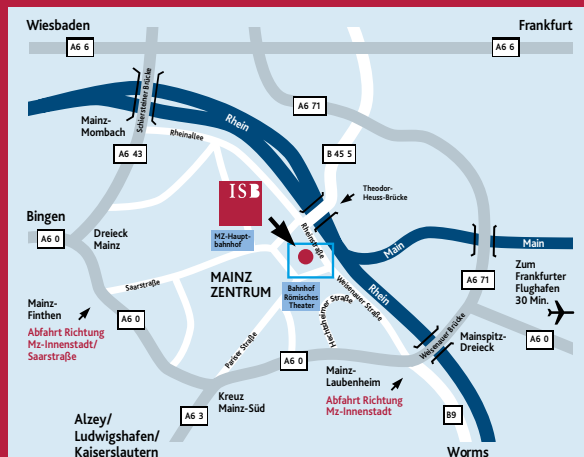 Wiesbaden
Frankfurt
A6 6
A6 6
Schiersteiner Brücke
A6 71
Rhein
Mainz-
Mombach
Rheinallee
A6 43
B 45 5
Theodor-
Heuss-Brücke
ISB
Bingen
A6 0
Dreieck
Mainz
MZ-Haupt-
bahnhof
Rheinstraße
Main
Main
Zum
Frankfurter
Flughafen
30 Min.
A6 71
MAINZ
ZENTRUM
Saarstraße
Bahnhof
Römisches
Theater
Weisenauer Straße
Rhein
Hechtsheimer Straße
Mainz-
Finthen
Abfahrt Richtung
Mz-Innenstadt/
Saarstraße
A6 0
Pariser Straße
A6 0
Weisenauer Brücke
Mainspitz-
Dreieck
A6 0
Mainz-
Laubenheim
Abfahrt Richtung
Mz-Innenstadt
Kreuz
Mainz-Süd
A6 3
B9
Alzey/
Ludwigshafen/
Kaiserslautern
Worms